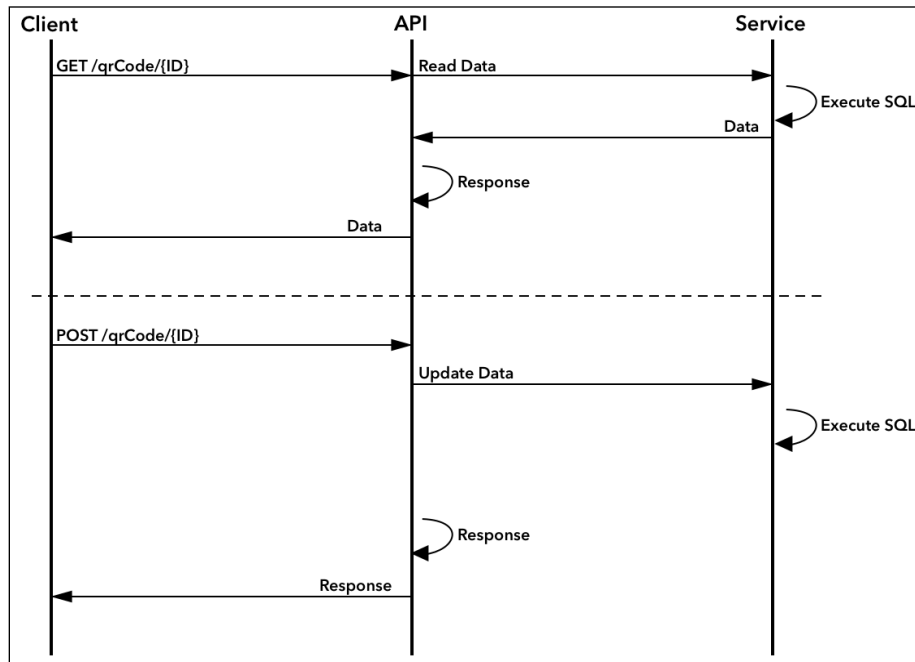 Client
API
Service
GET /qrCode/{ID}
Read Data
Execute SQL
Data
Response
Data
POST /qrCode/{ID}
Update Data
Execute SQL
Response
Response